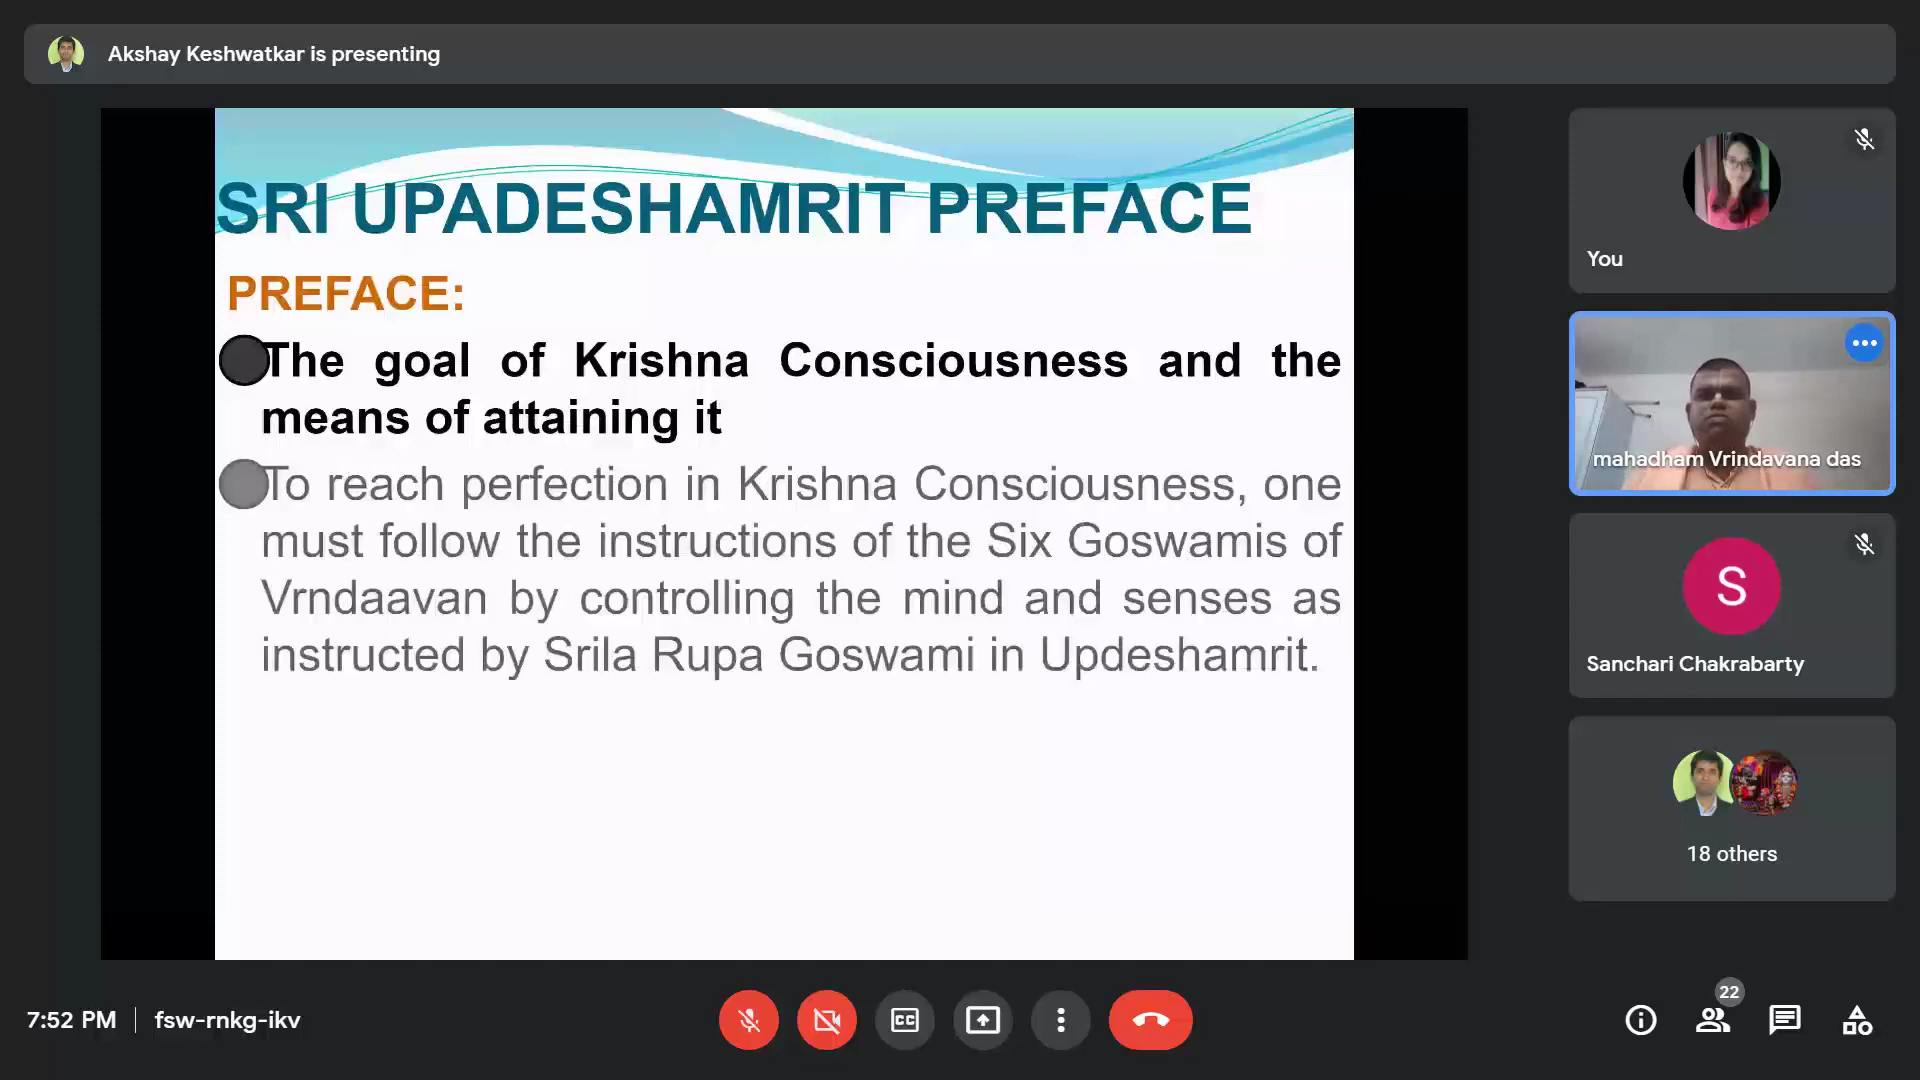 Akshay Keshwatkar is presenting
SRI UPADESHAMRIT PREFACE
PREFACE:
The goal of Krishna Consciousness and the
means of attaining it
To reach perfection in Krishna Consciousness, one
must follow the instructions of the Six Goswamis of
Vrndaavan by controlling the mind and senses as
instructed by Srila Rupa Goswami in Updeshamrit.
You
mahadham Vrindavana das
S
Sanchari Chakrabarty
18 others
7:52 PM
fsw-rnkg-ikv
CC
22